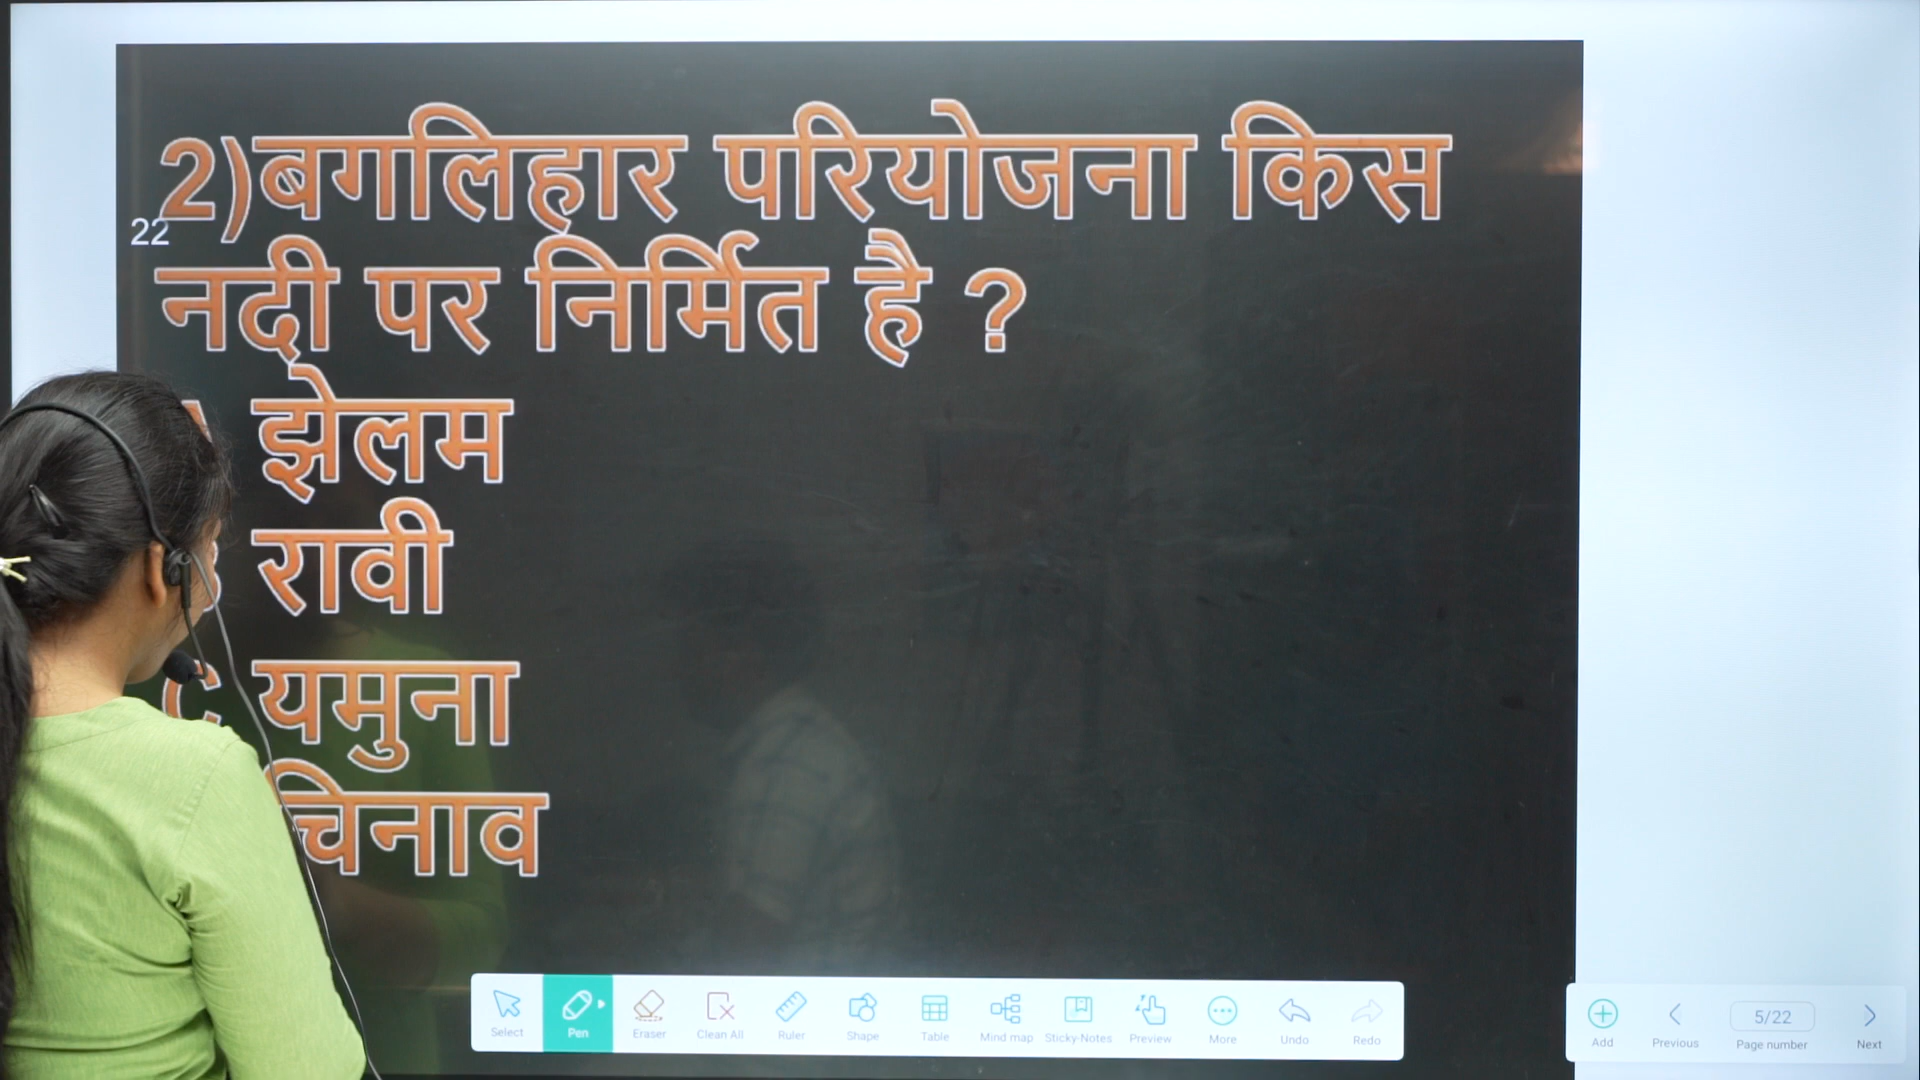 2)बगलिहार परियोजना किस
22
नदी पर निर्मित है ?
झेलम
रावी
C यमुना
चिनाव
Select
Pen
Eraser
Clean All
Ruler
Shape
Table
Mind map
Sticky-Notes
Preview
More
Undo
Redo
Add
Previous
5/22
Page number
Next